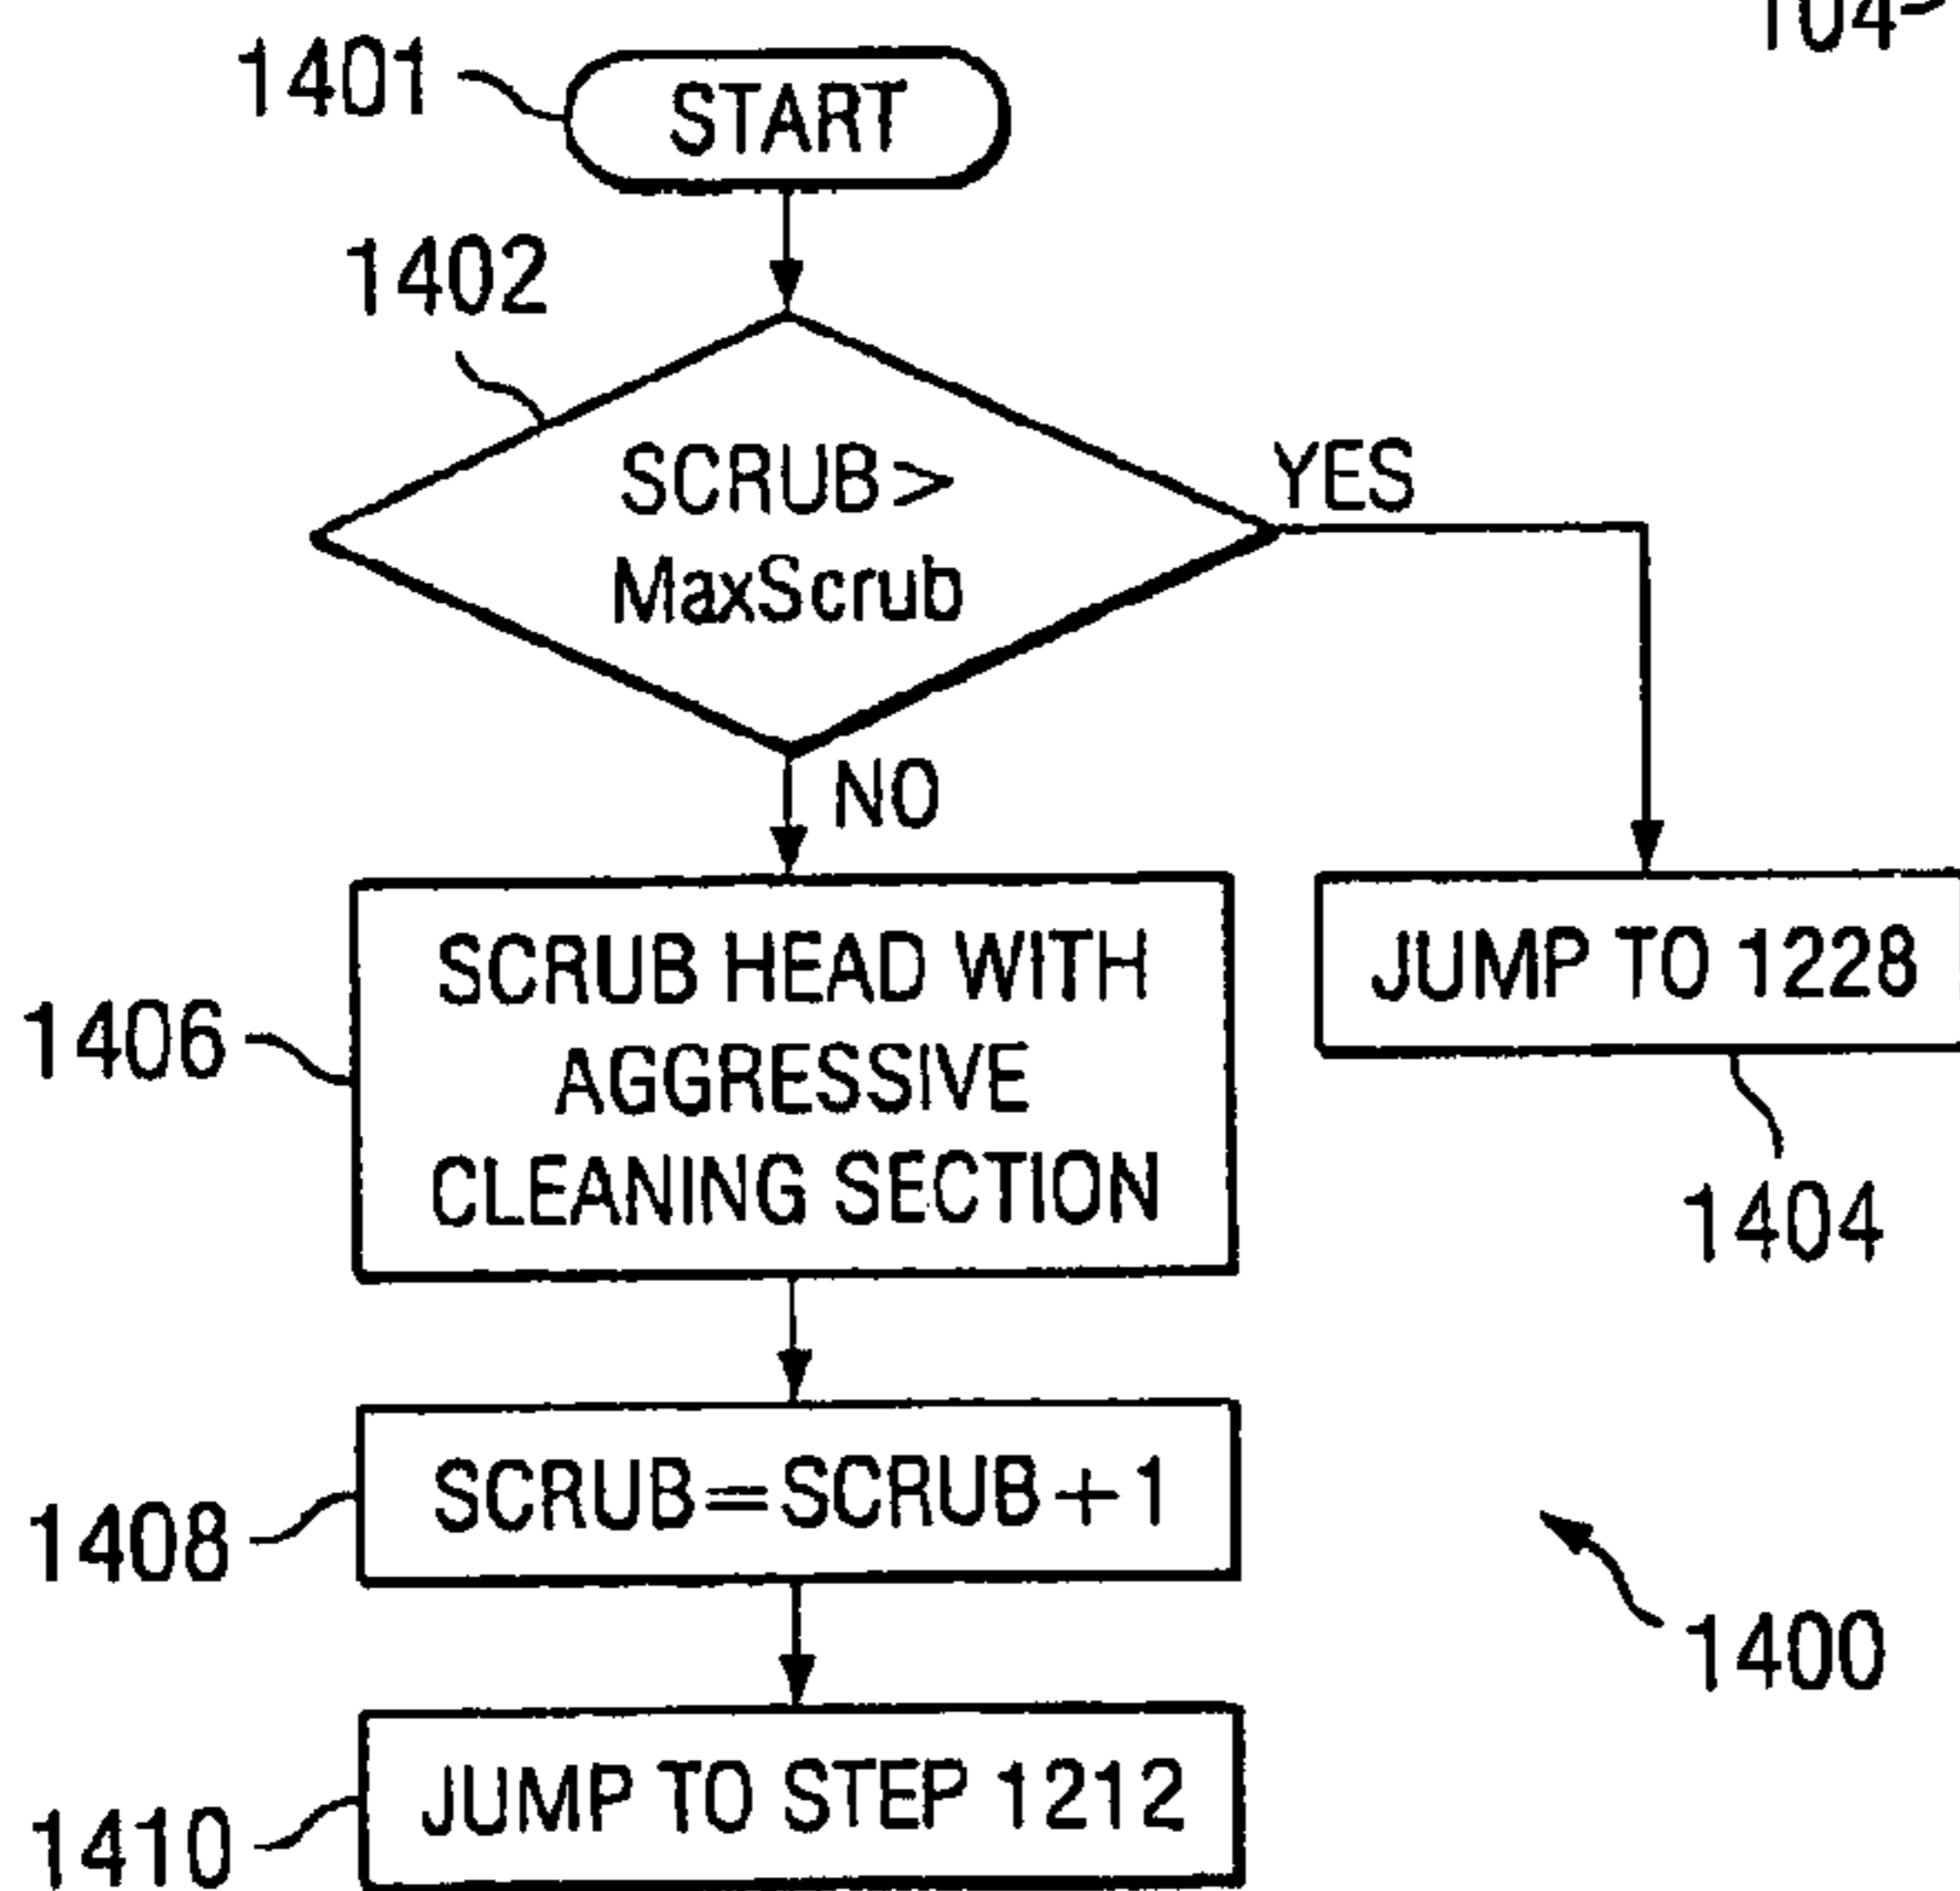 104
1401
START
1402
SCRUB>
MaxScrub
YES
NO
SCRUB HEAD WITH
AGGRESSIVE
CLEANING SECTION
1406
JUMP TO 1228
1404
SCRUB=SCRUB+1
1408
1400
JUMP TO STEP 1212
1410